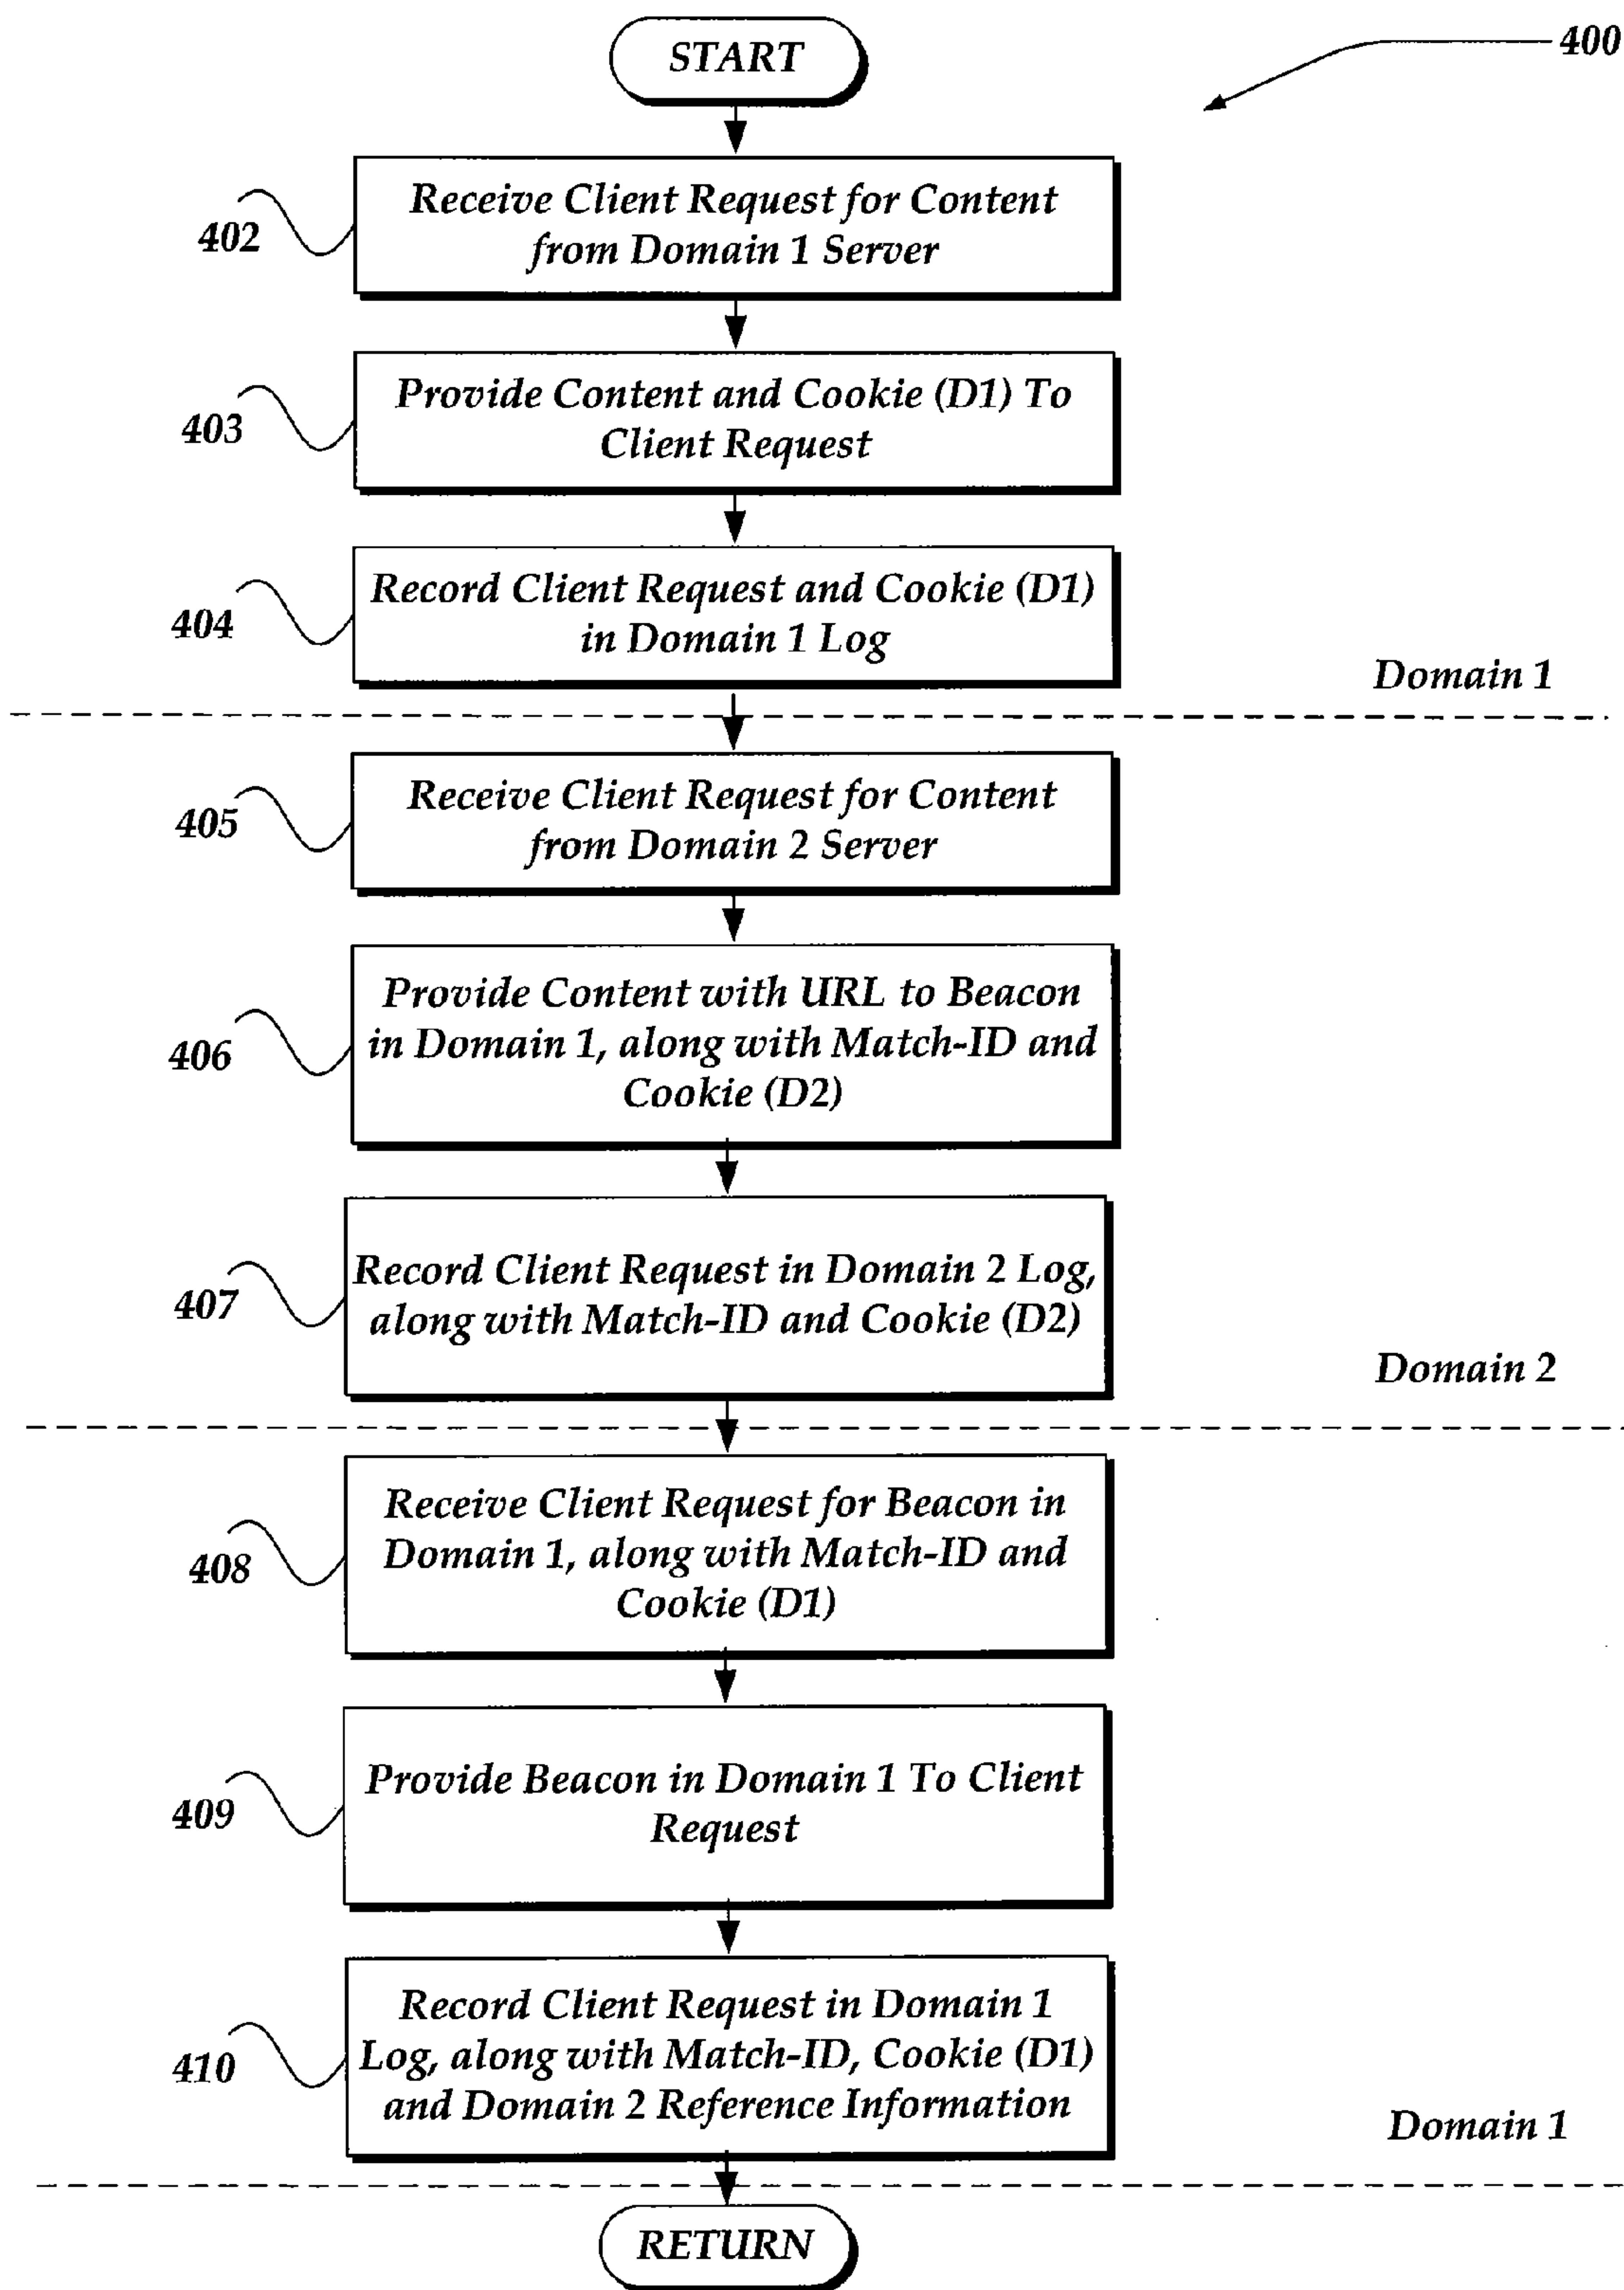 START
400
402
Receive Client Request for Content
from Domain 1 Server
403
Provide Content and Cookie (D1) To
Client Request
404
Record Client Request and Cookie (D1)
in Domain 1 Log
Domain 1
405
Receive Client Request for Content
from Domain 2 Server
406
Provide Content with URL to Beacon
in Domain 1, along with Match-ID and
Cookie (D2)
407
Record Client Request in Domain 2 Log,
along with Match-ID and Cookie (D2)
Domain 2
408
Receive Client Request for Beacon in
Domain 1, along with Match-ID and
Cookie (D1)
409
Provide Beacon in Domain 1 To Client
Request
410
Record Client Request in Domain 1
Log, along with Match-ID, Cookie (D1)
and Domain 2 Reference Information
Domain 1
RETURN